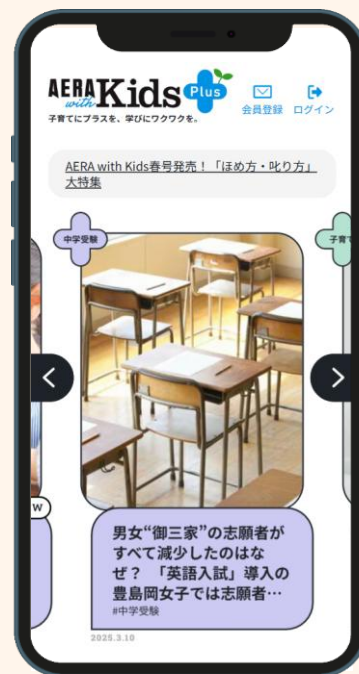 AERA with Kids Plus
子育てにプラスを、学びにワクワクを。
会員登録
ログイン
AERA with Kids春号発売！「ほめ方・叱り方」
大特集
中学受験
子育て
W
男女“御三家”の志願者が
すべて減少したのはな
ぜ？ 「英語入試」導入の
豊島岡女子では志願者…
#中学受験
2025.3.10